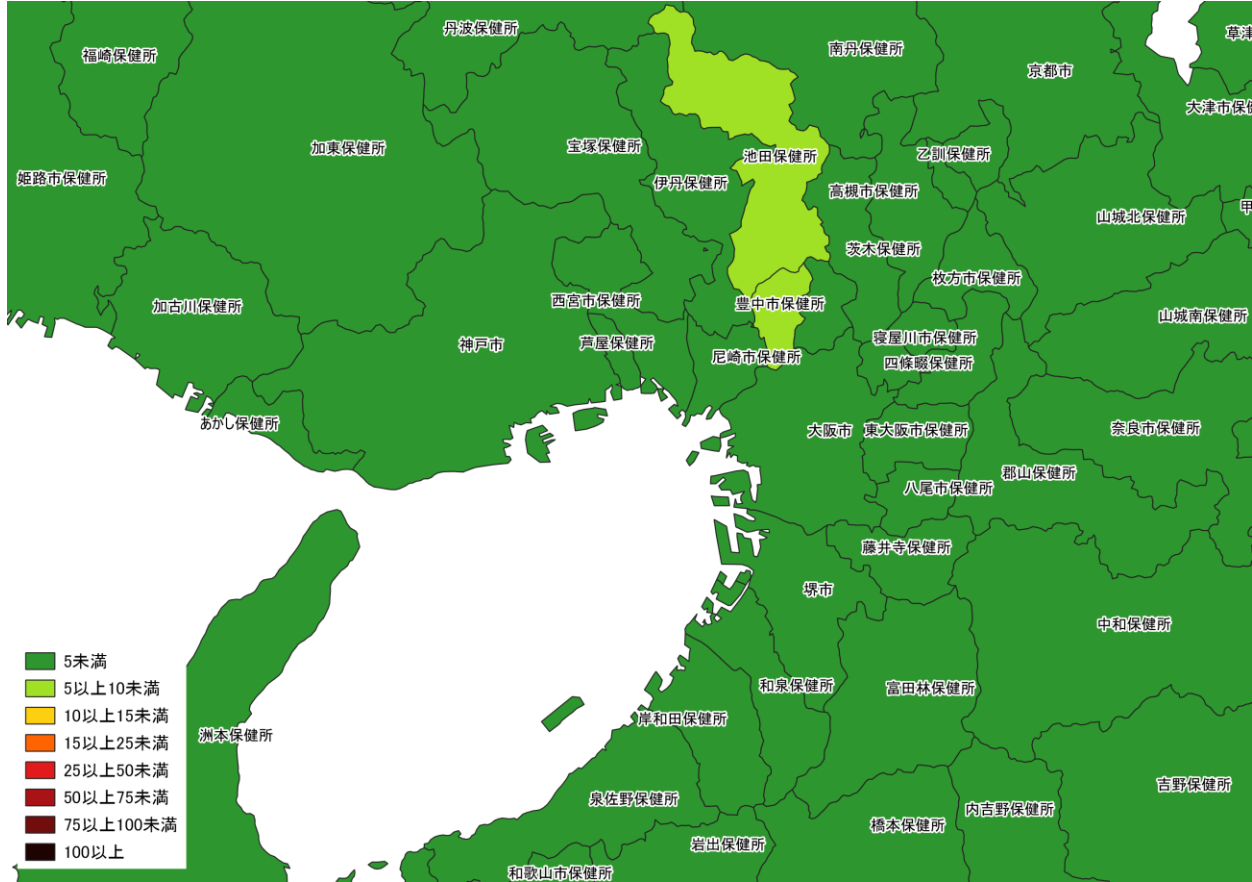 丹波保健所
草津
南丹保健所
福崎保健所
京都市
大津市保健
加東保健所
宝塚保健所
池田保健所
乙訓保健所
姫路市保健所
伊丹保健所
高槻市保健所
山城北保健所
甲
茨木保健所
枚方市保健所
加古川保健所
西宮市保健所
豊中市保健所
山城南保健所
神戸市
芦屋保健所
尼崎市保健所
寝屋川市保健所
四條畷保健所
あかし保健所
大阪市
東大阪市保健所
奈良市保健所
郡山保健所
八尾市保健所
藤井寺保健所
堺市
中和保健所
和泉保健所
富田林保健所
岸和田保健所
洲本保健所
吉野保健所
泉佐野保健所
内吉野保健所
橋本保健所
岩出保健所
和歌山市保健所
5未満
5以上10未満
10以上15未満
15以上25未満
25以上50未満
50以上75未満
75以上100未満
100以上